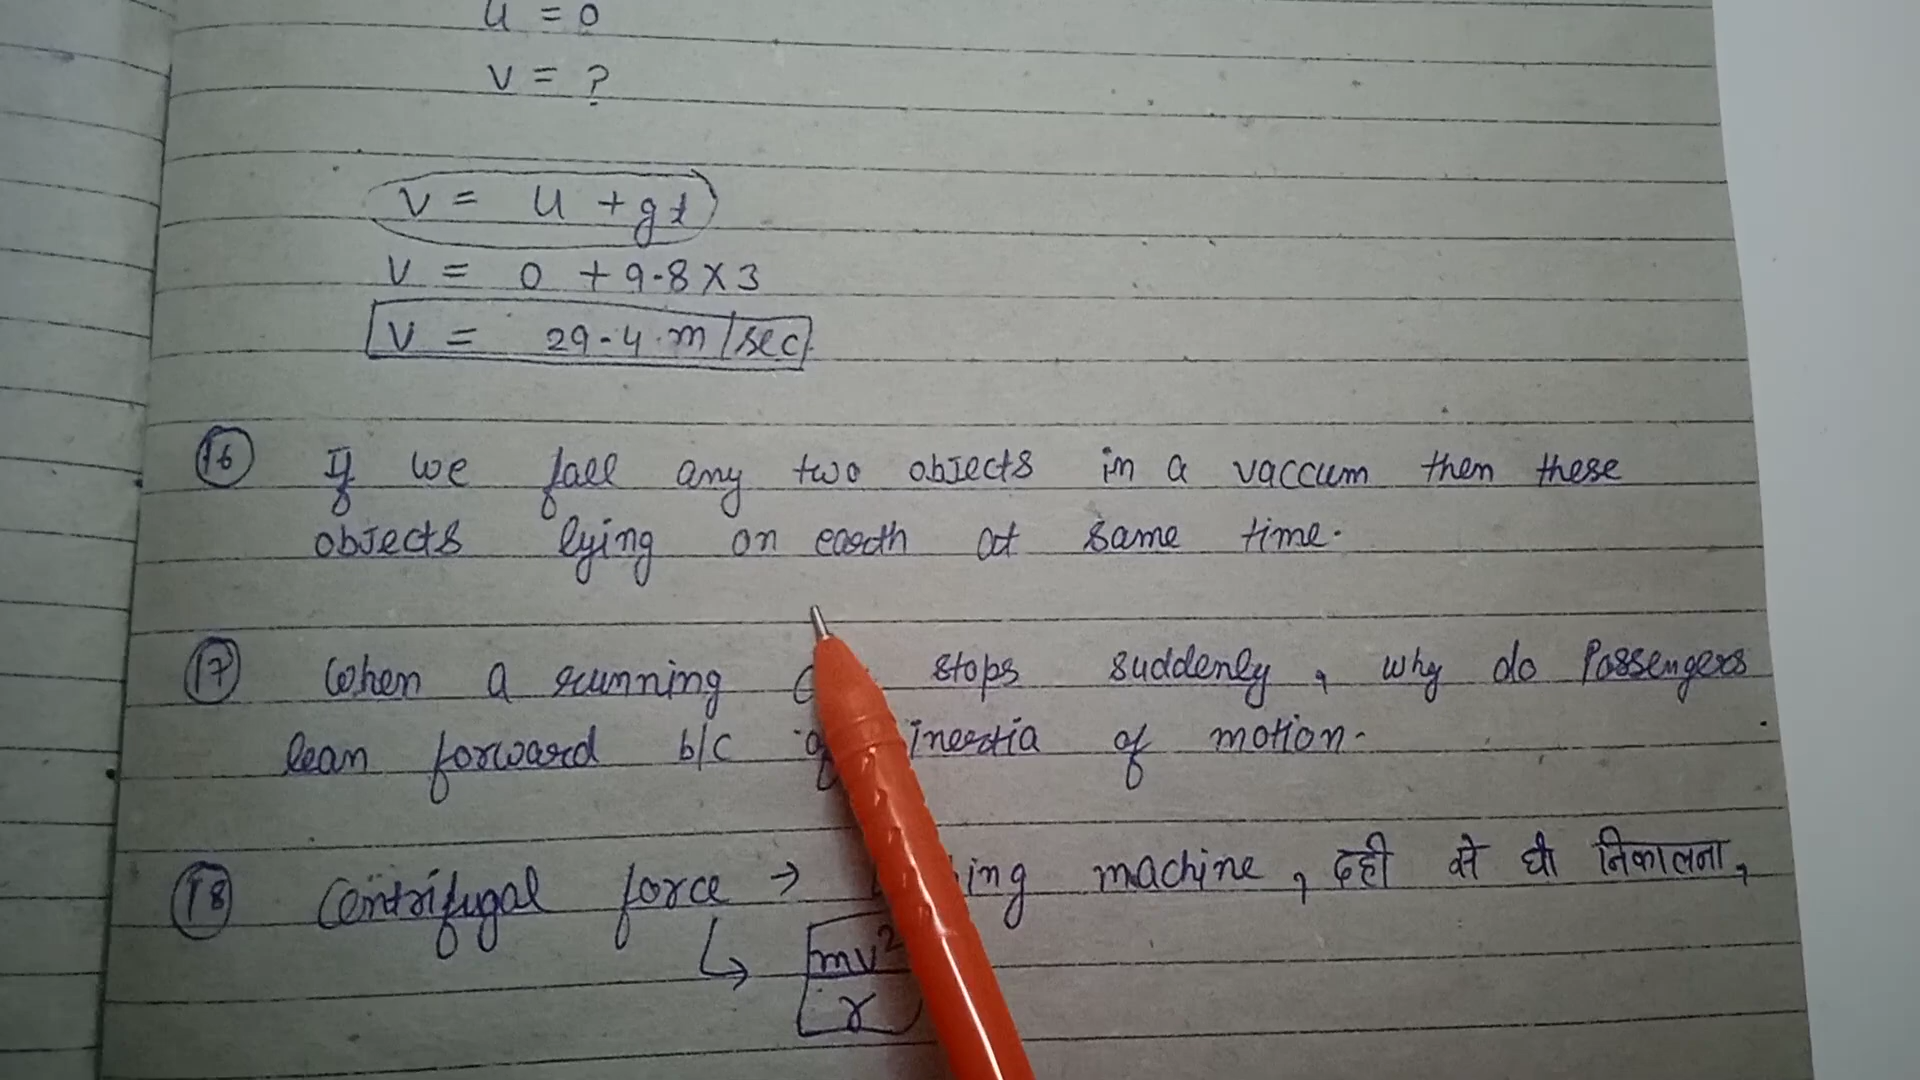 u = 0
v = ?
v = u + gt
v = 0 + 9.8 x 3
v = 29.4 m/sec.
16 If we fall any two objects in a vaccum then these
objects lying on earth at same time.
17 When a running stops suddenly, why do Passengers
lean forward b/c of inertia of motion.
18 Centrifugal force → machine, दही से घी निकालना,
↳ mv²
r